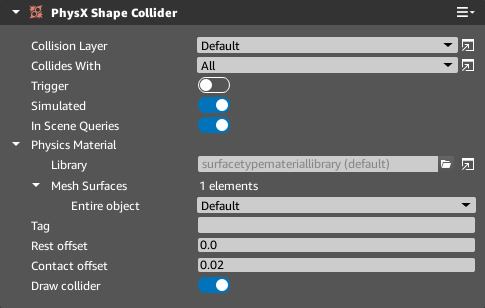 PhysX Shape Collider
Collision Layer Default
Collides With All
Trigger
Simulated
In Scene Queries
Physics Material
Library surfacetypemateriallibrary (default)
Mesh Surfaces 1 elements
Entire object Default
Tag
Rest offset 0.0
Contact offset 0.02
Draw collider